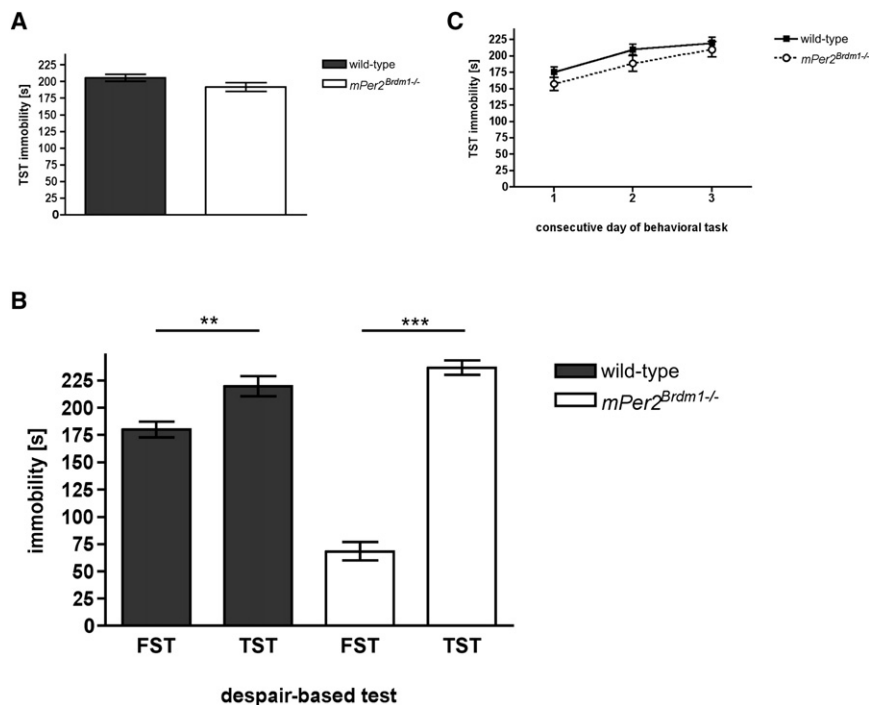 A
TST immobility [s]
225
200
175
150
125
100
75
50
25
0
wild-type
mPer2Brdm1-/-
C
TST immobility [s]
225
200
175
150
125
100
75
50
25
0
1 2 3
consecutive day of behavioral task
wild-type
mPer2Brdm1-/-
B
immobility [s]
225
200
175
150
125
100
75
50
25
0
** ***
FST TST FST TST
despair-based test
wild-type
mPer2Brdm1-/-